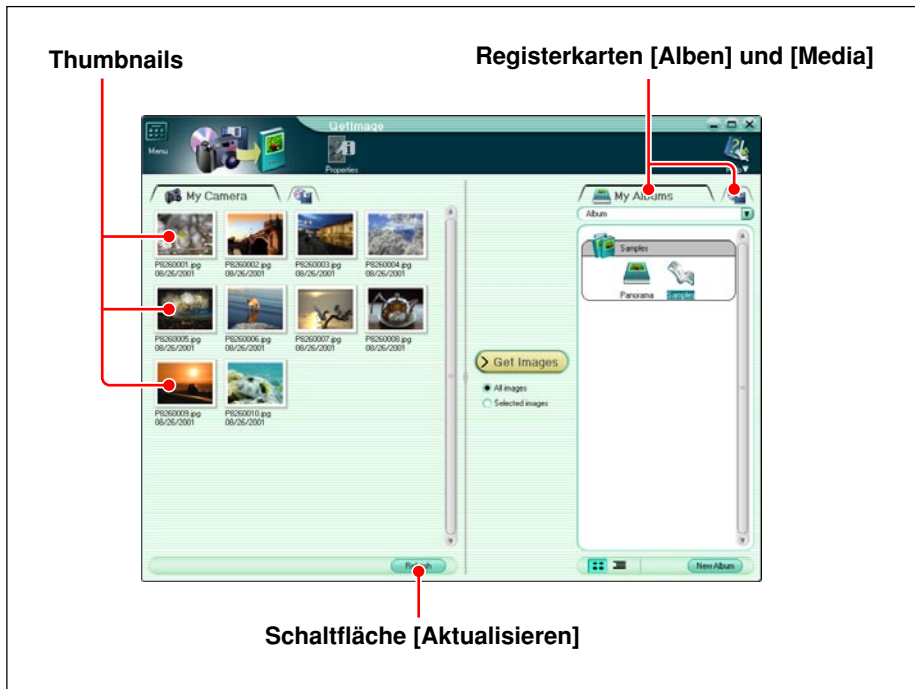 Thumbnails
Registerkarten [Alben] und [Media]
GetImage
Menu
Properties
My Camera
My Albums
Album
P8260001.jpg P8260002.jpg P8260003.jpg P8260004.jpg
08/26/2001 08/26/2001 08/26/2001 08/26/2001
Samples
Panorama Samples
P8260005.jpg P8260006.jpg P8260007.jpg P8260008.jpg
08/26/2001 08/26/2001 08/26/2001 08/26/2001
Get Images
All images
Selected images
P8260009.jpg P8260010.jpg
08/26/2001 08/26/2001
New Album
Schaltfläche [Aktualisieren]